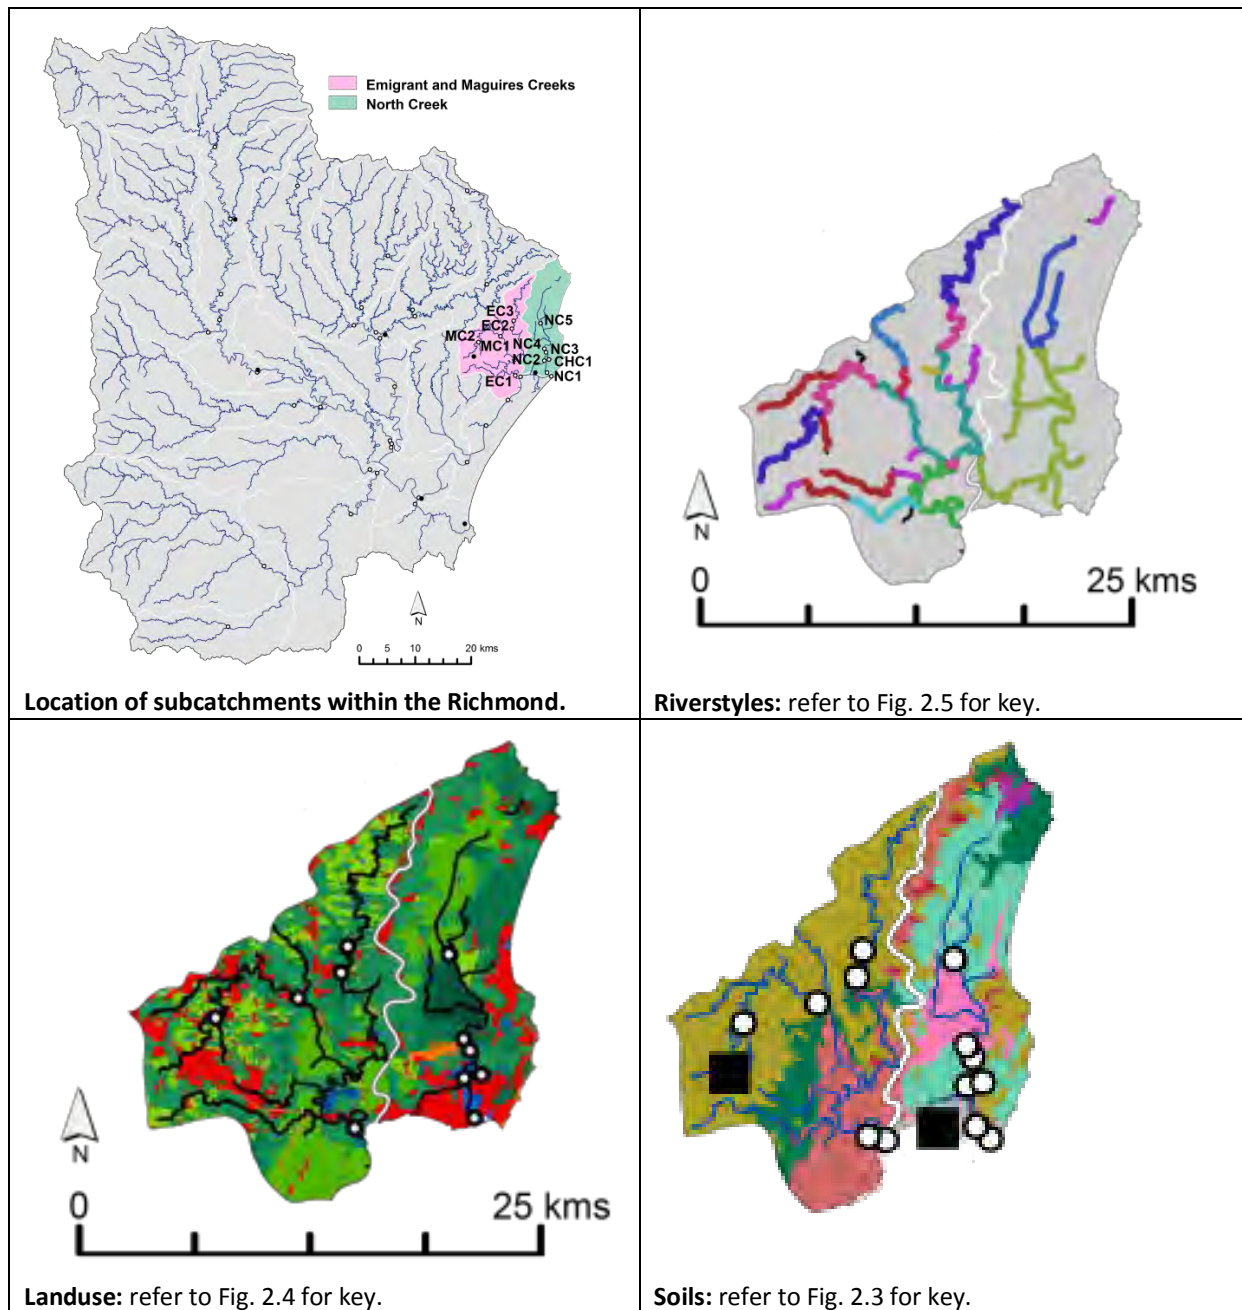 Emigrant and Maguires Creeks
North Creek
EC3
NC5
EC2
MC2
NC4
MC1
NC3
NC2
CHC1
EC1
NC1
N
0 5 10 20 kms
Location of subcatchments within the Richmond.
N
0 25 kms
Riverstyles: refer to Fig. 2.5 for key.
N
0 25 kms
Landuse: refer to Fig. 2.4 for key.
Soils: refer to Fig. 2.3 for key.